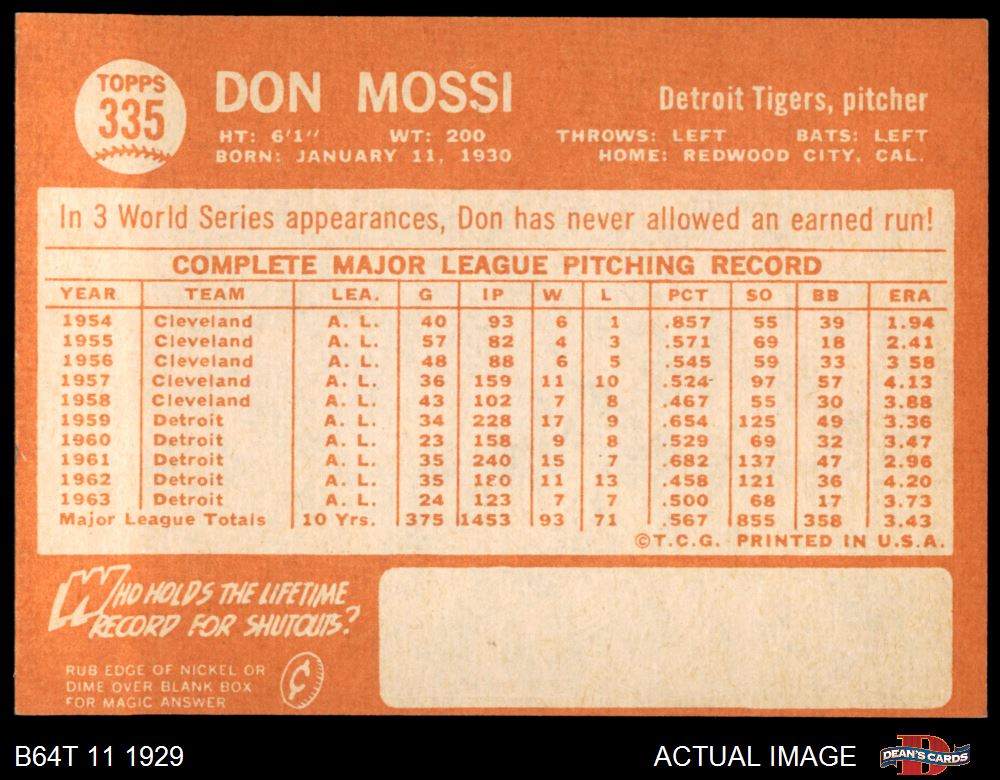 TOPPS
335
DON MOSSI
Detroit Tigers, pitcher
HT: 6'1" WT: 200 THROWS: LEFT BATS: LEFT
BORN: JANUARY 11, 1930 HOME: REDWOOD CITY, CAL.
In 3 World Series appearances, Don has never allowed an earned run!
COMPLETE MAJOR LEAGUE PITCHING RECORD
YEAR TEAM LEA. G IP W L PCT SO BB ERA
1954 Cleveland A. L. 40 93 6 1 .857 55 39 1.94
1955 Cleveland A. L. 57 82 4 3 .571 69 18 2.41
1956 Cleveland A. L. 48 88 6 5 .545 59 33 3 58
1957 Cleveland A. L. 36 159 11 10 .524 97 57 4.13
1958 Cleveland A. L. 43 102 7 8 .467 55 30 3.88
1959 Detroit A. L. 34 228 17 9 .654 125 49 3.36
1960 Detroit A. L. 23 158 9 8 .529 69 32 3.47
1961 Detroit A. L. 35 240 15 7 .682 137 47 2.96
1962 Detroit A. L. 35 180 11 13 .458 121 36 4.20
1963 Detroit A. L. 24 123 7 7 .500 68 17 3.73
Major League Totals 10 Yrs. 375 1453 93 71 .567 855 358 3.43
©T.C.G. PRINTED IN U.S.A.
WHO HOLDS THE LIFETIME
RECORD FOR SHUTOUTS?
RUB EDGE OF NICKEL OR
DIME OVER BLANK BOX
FOR MAGIC ANSWER
¢
B64T 11 1929
ACTUAL IMAGE
DEAN'S CARDS